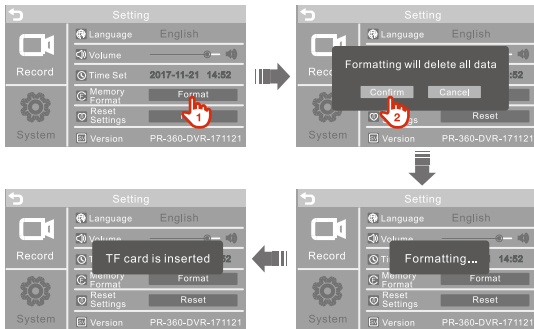 Setting
Language English
Volume
Record
Time Set 2017-11-21 14:52
Memory Format Format
Reset Settings
1
System
Version PR-360-DVR-171121
Setting
Language English
Formatting will delete all data
:52
Confirm Cancel
2
Settings Reset
System
Version PR-360-DVR-171121
Setting
Language English
Volume
Record
TF card is inserted
52
Memory Format Format
Reset Settings Reset
System
Version PR-360-DVR-171121
Setting
Language English
Volume
Record
Formatting...
14:52
Memory Format Format
Reset Settings Reset
System
Version PR-360-DVR-171121